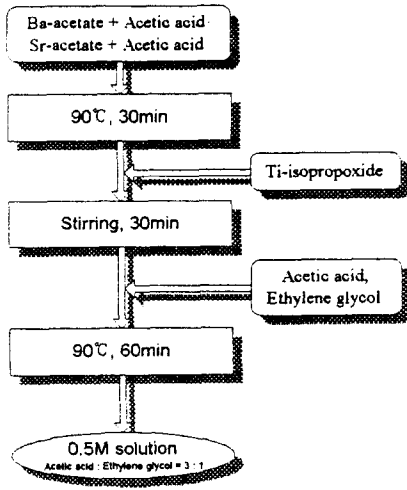 Ba-acetate + Acetic acid
Sr-acetate + Acetic acid
90℃, 30min
Ti-isopropoxide
Stirring, 30min
Acetic acid,
Ethylene glycol
90℃, 60min
0.5M solution
Acetic acid : Ethylene glycol = 3 : 1